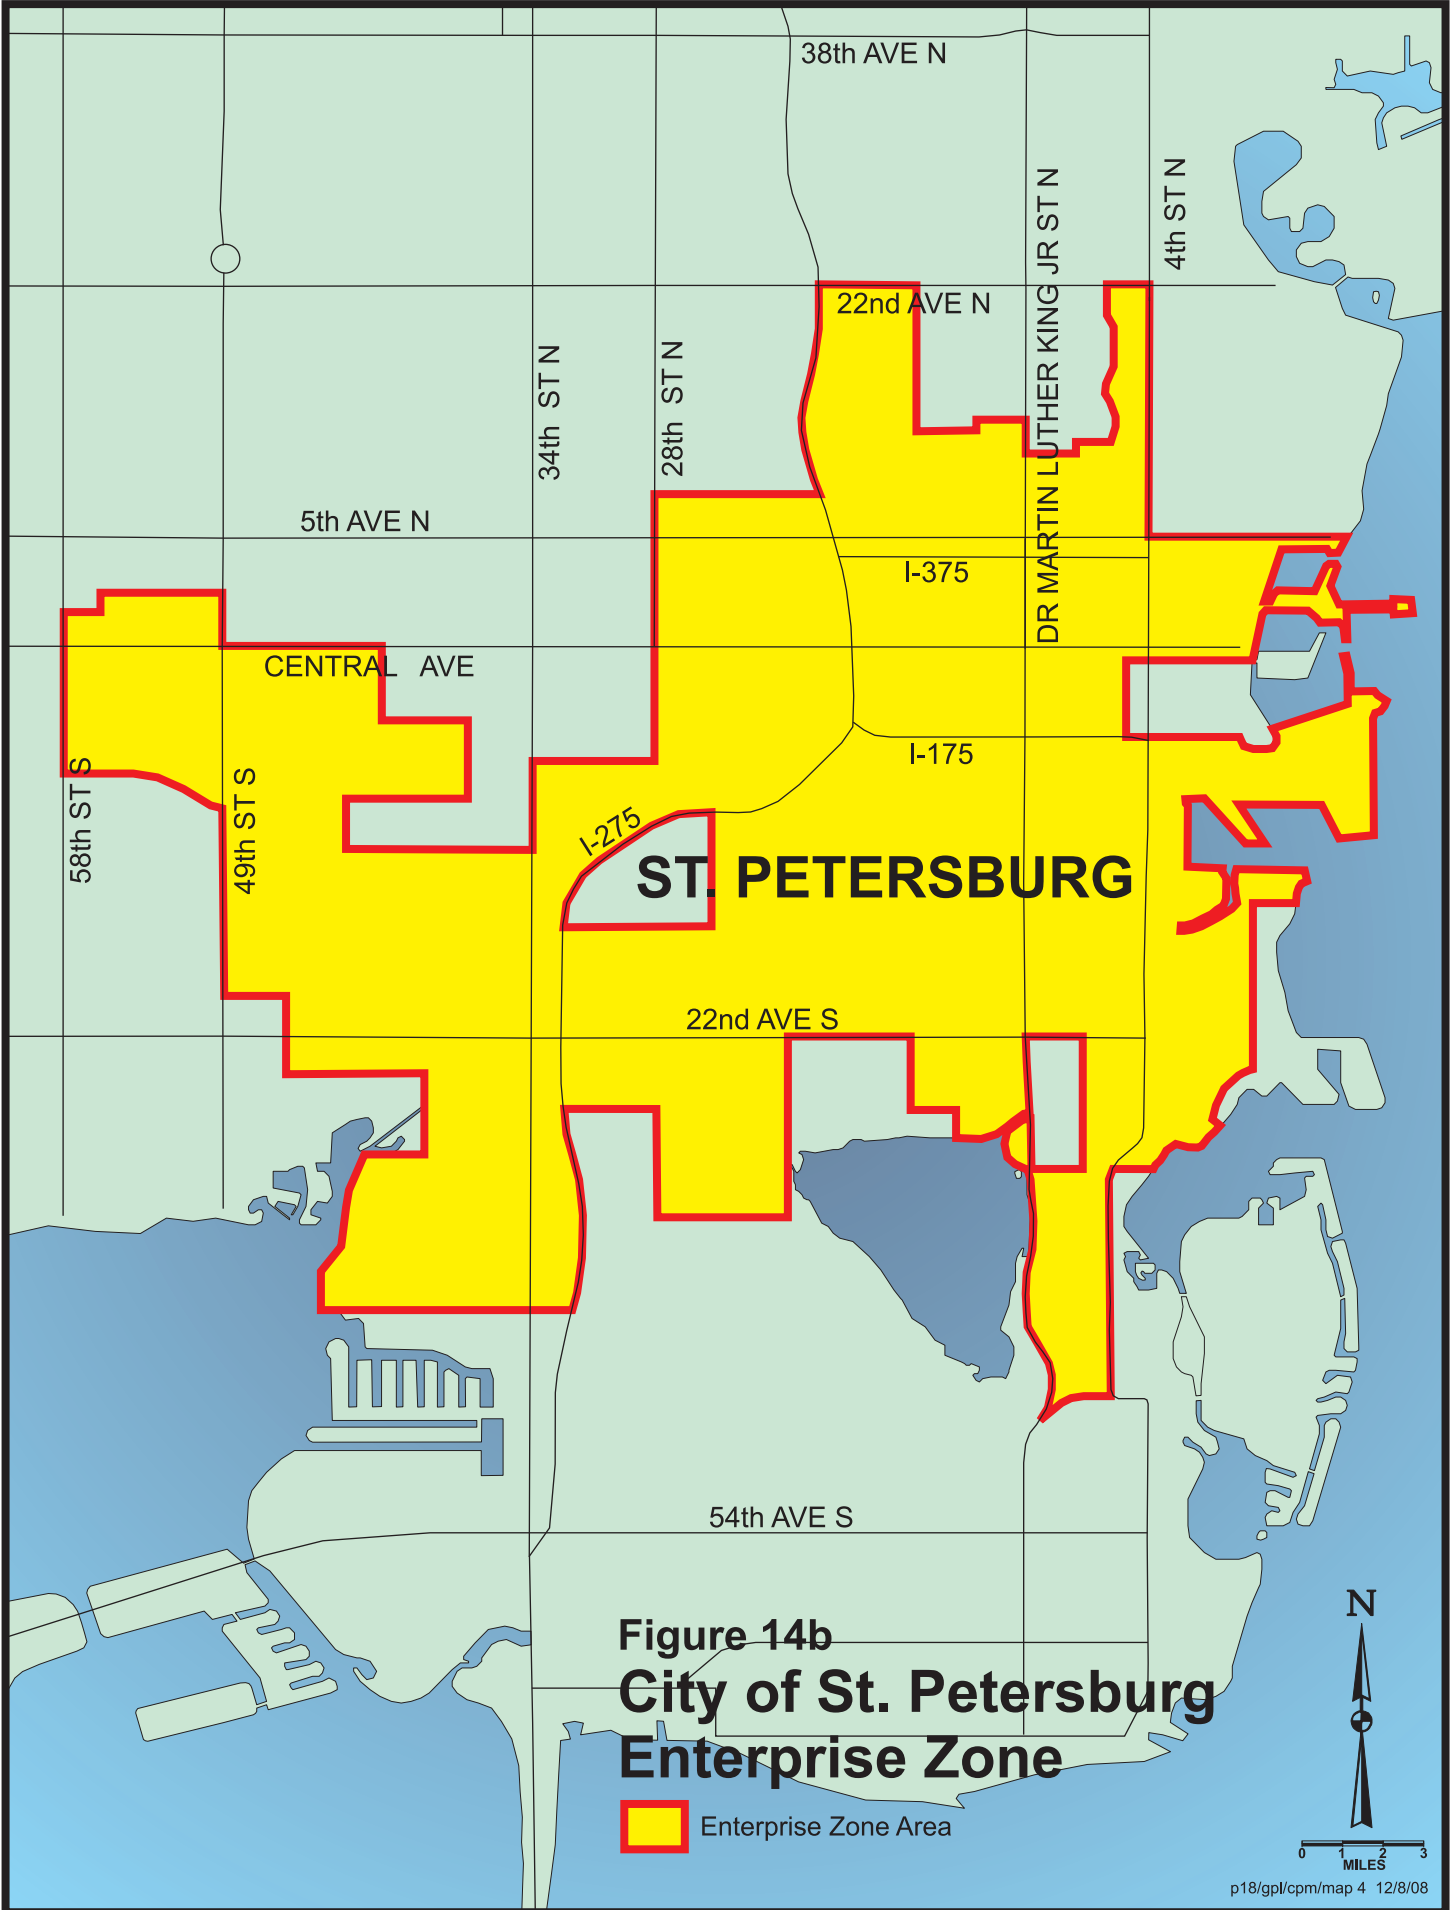 38th AVE N
4th ST N
DR MARTIN LUTHER KING JR ST N
22nd AVE N
34th ST N
28th ST N
5th AVE N
I-375
CENTRAL AVE
I-175
58th ST S
49th ST S
I-275
ST. PETERSBURG
22nd AVE S
54th AVE S
Figure 14b
City of St. Petersburg
Enterprise Zone
Enterprise Zone Area
N
0 1 2 3
MILES
p18/gpl/cpm/map 4 12/8/08